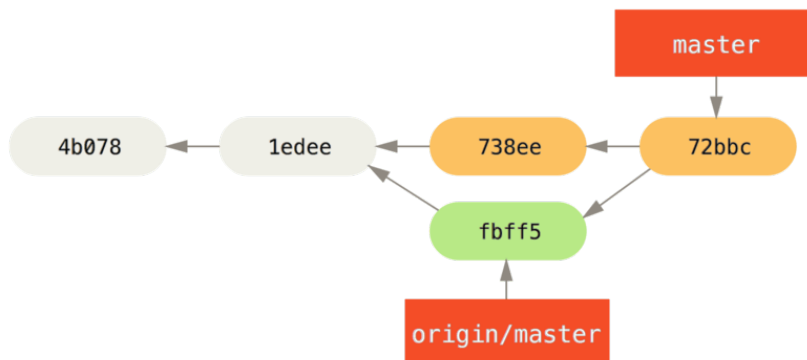 master
4b078
1edee
738ee
72bbc
fbff5
origin/master